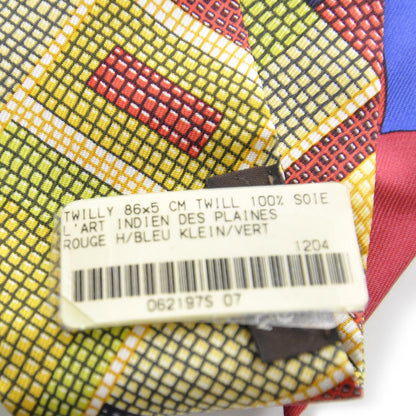 TWILLY 86x5 CM TWILL 100% SOIE
L'ART INDIEN DES PLAINES
ROUGE H/BLEU KLEIN/VERT
1204
062197S 07